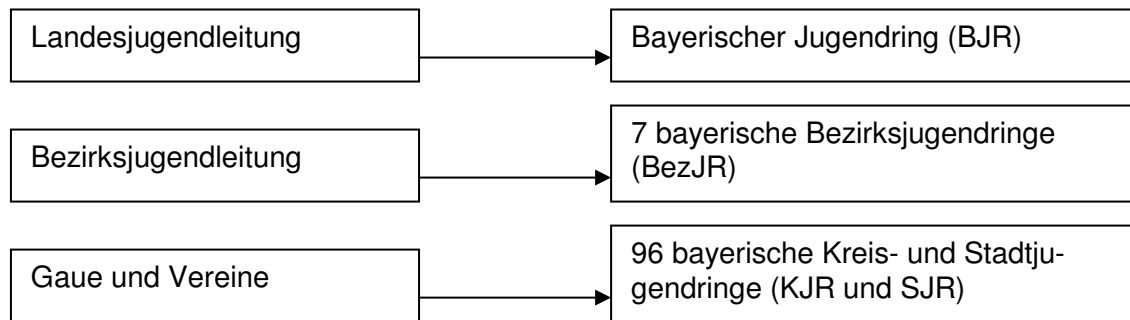 Landesjugendleitung
Bayerischer Jugendring (BJR)
Bezirksjugendleitung
7 bayerische Bezirksjugendringe
(BezJR)
Gaue und Vereine
96 bayerische Kreis- und Stadtju-
gendringe (KJR und SJR)